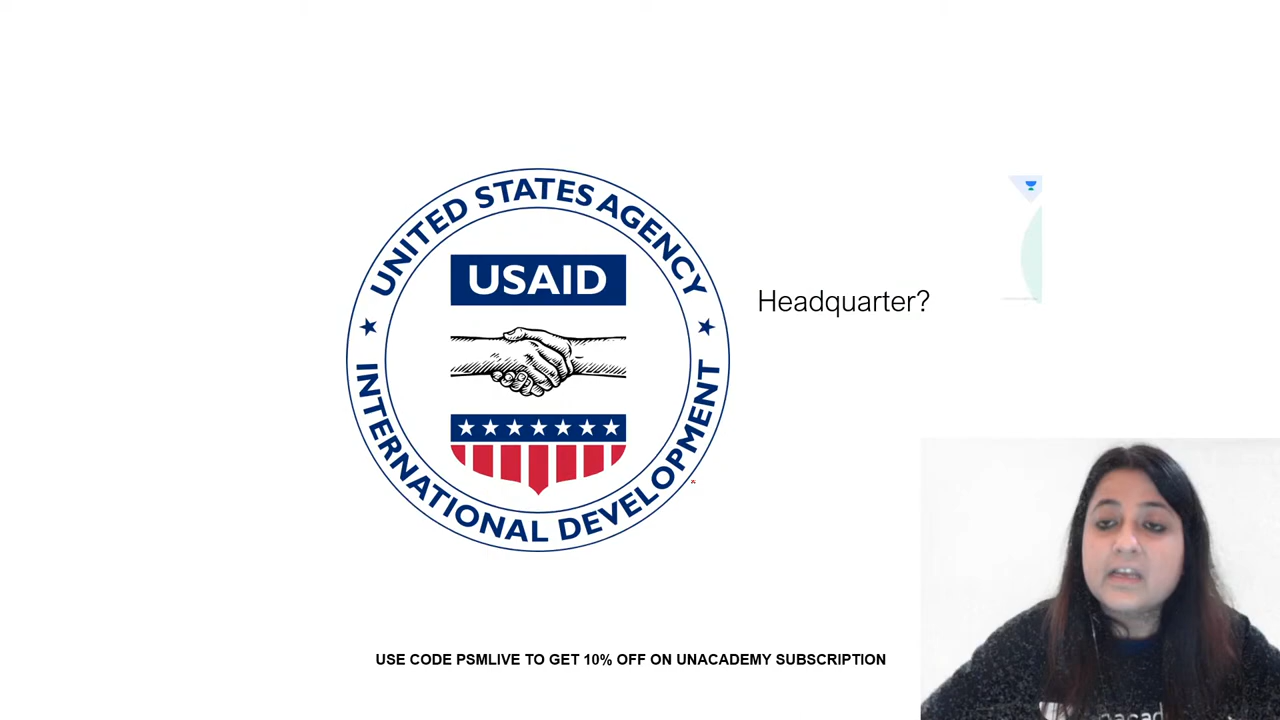 UNITED STATES AGENCY
USAID
Headquarter?
INTERNATIONAL DEVELOPMENT
USE CODE PSMLIVE TO GET 10% OFF ON UNACADEMY SUBSCRIPTION